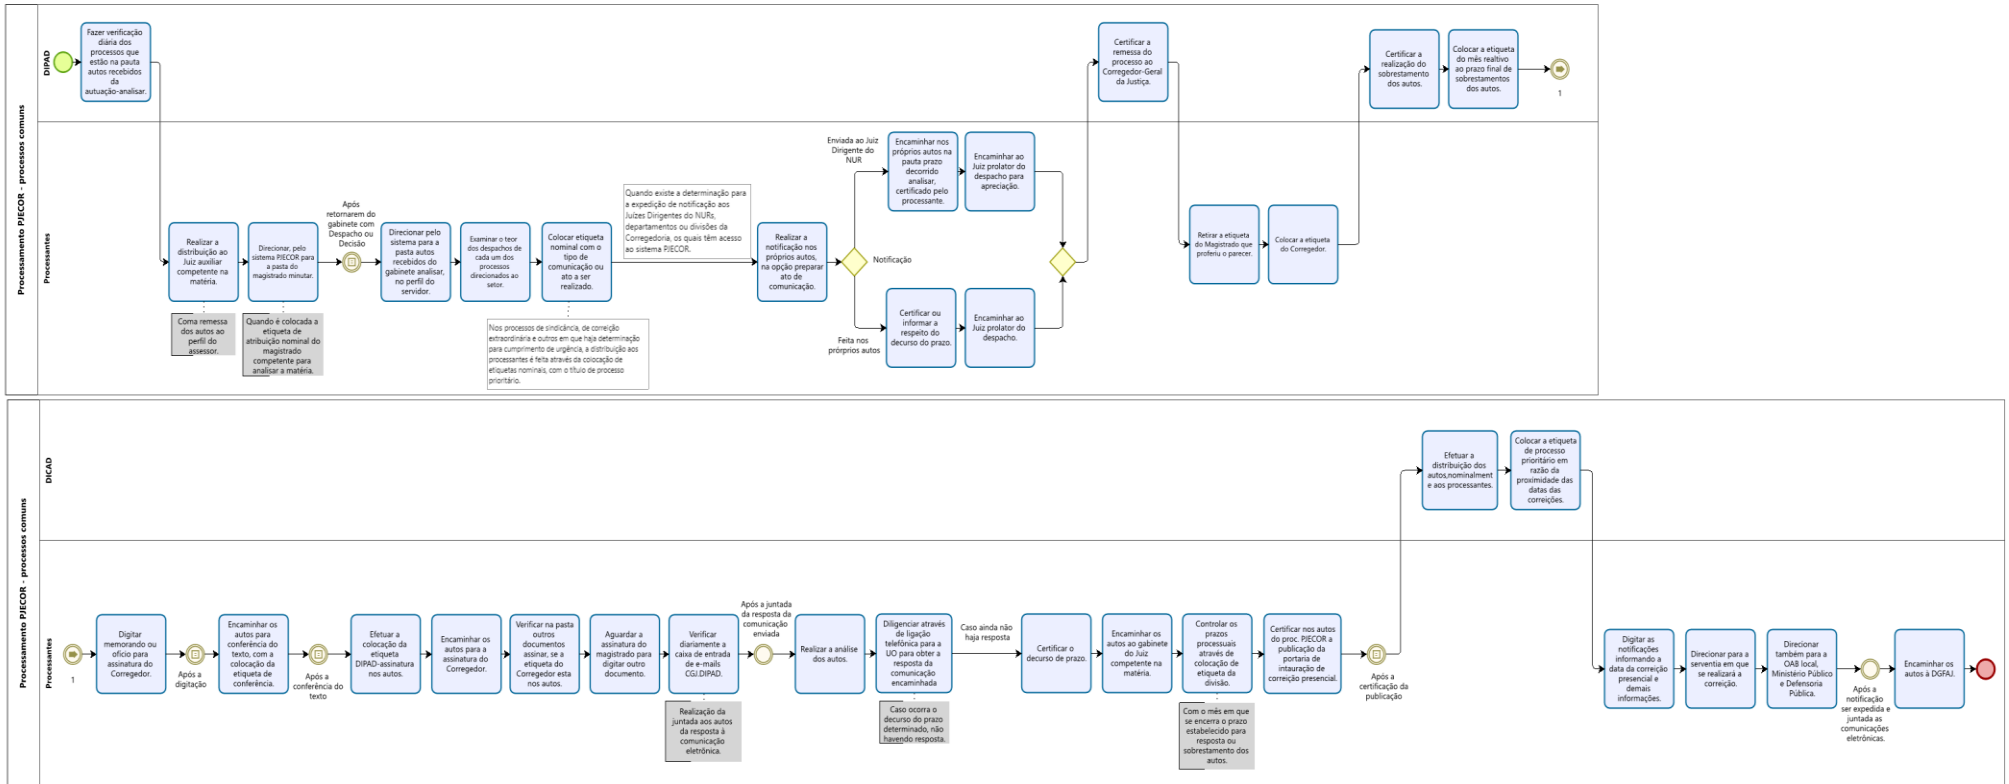 Processamento PJECOR - processos comuns
DIPAD
Fazer verificação
diária dos
processos que
estão na pauta
autos recebidos
da
autuação-analisar.
Certificar a
remessa do
processo ao
Corregedor-Geral
da Justiça.
Certificar a
realização do
sobrestamento
dos autos.
Colocar a etiqueta
do mês realtivo
ao prazo final de
sobrestamentos
dos autos.
1
Processantes
Realizar a
distribuição ao
Juiz auxiliar
competente na
matéria.
Coma remessa
dos autos ao
perfil do
assessor.
Direcionar, pelo
sistema PJECOR para
a pasta do
magistrado minutar.
Quando é colocada a
etiqueta de
atribuição nominal do
magistrado
competente para
analisar a matéria.
Após
retornarem do
gabinete com
Despacho ou
Decisão
Direcionar pelo
sistema para a
pasta autos
recebidos do
gabinete analisar,
no perfil do
servidor.
Examinar o teor
dos despachos de
cada um dos
processos
direcionados ao
setor.
Colocar etiqueta
nominal com o
tipo de
comunicação ou
ato a ser
realizado.
Nos processos de sindicância, de correição
extraordinária e outros em que haja determinação
para cumprimento de urgência, a distribuição aos
processantes é feita através da colocação de
etiquetas nominais, com o título de processo
prioritário.
Quando existe a determinação para
a expedição de notificação aos
Juízes Dirigentes do NURs,
departamentos ou divisões da
Corregedoria, os quais têm acesso
ao sistema PJECOR.
Realizar a
notificação nos
próprios autos,
na opção preparar
ato de
comunicação.
Notificação
Enviada ao Juiz
Dirigente do
NUR
Encaminhar nos
próprios autos na
pauta prazo
decorrido
analisar,
certificado pelo
processante.
Encaminhar ao
Juiz prolator do
despacho para
apreciação.
Feita nos
prórprios autos
Certificar ou
informar a
respeito do
decurso do prazo.
Encaminhar ao
Juiz prolator do
despacho.
Retirar a etiqueta
do Magistrado que
proferiu o parecer.
Colocar a etiqueta
do Corregedor.
Processamento PJECOR - processos comuns
DICAD
Efetuar a
distribuição dos
autos,nominalment
e aos processantes.
Colocar a etiqueta
de processo
prioritário em
razão da
proximidade das
datas das
correições.
Processantes
1
Digitar
memorando ou
ofício para
assinatura do
Corregedor.
Após a
digitação
Encaminhar os
autos para
conferência do
texto, com a
colocação da
etiqueta de
conferência.
Após a
conferência do
texto
Efetuar a
colocação da
etiqueta
DIPAD-assinatura
nos autos.
Encaminhar os
autos para a
assinatura do
Corregedor.
Verificar na pasta
outros
documentos
assinar, se a
etiqueta do
Corregedor esta
nos autos.
Aguardar a
assinatura do
magistrado para
digitar outro
documento.
Verificar
diariamente a
caixa de entrada
de e-mails
CGJ.DIPAD.
Realização da
juntada aos autos
da resposta à
comunicação
eletrônica.
Após a juntada
da resposta da
comunicação
enviada
Realizar a análise
dos autos.
Diligenciar através
de ligação
telefônica para a
UO para obter a
resposta da
comunicação
encaminhada
Caso ocorra o
decurso do prazo
determinado, não
havendo resposta.
Caso ainda não
haja resposta
Certificar o
decurso de prazo.
Encaminhar os
autos ao gabinete
do Juiz
competente na
matéria.
Controlar os
prazos
processuais
através de
colocação de
etiqueta da
divisão.
Com o mês em que
se encerra o prazo
estabelecido para
resposta ou
sobrestamento dos
autos.
Certificar nos autos
do proc. PJECOR a
publicação da
portaria de
intauração de
correição presencial.
Após a
certificação da
publicação
Digitar as
notificações
informando a data
da correição
presencial e
demais
informações.
Direcionar para a
serventia em que
se realizará a
correição.
Direcionar
também para a
OAB local,
Ministério Público
e Defensoria
Pública.
Após a
notificação
ser expedida e
juntada as
comunicações
eletrônicas.
Encaminhar os
autos à DGFAJ.